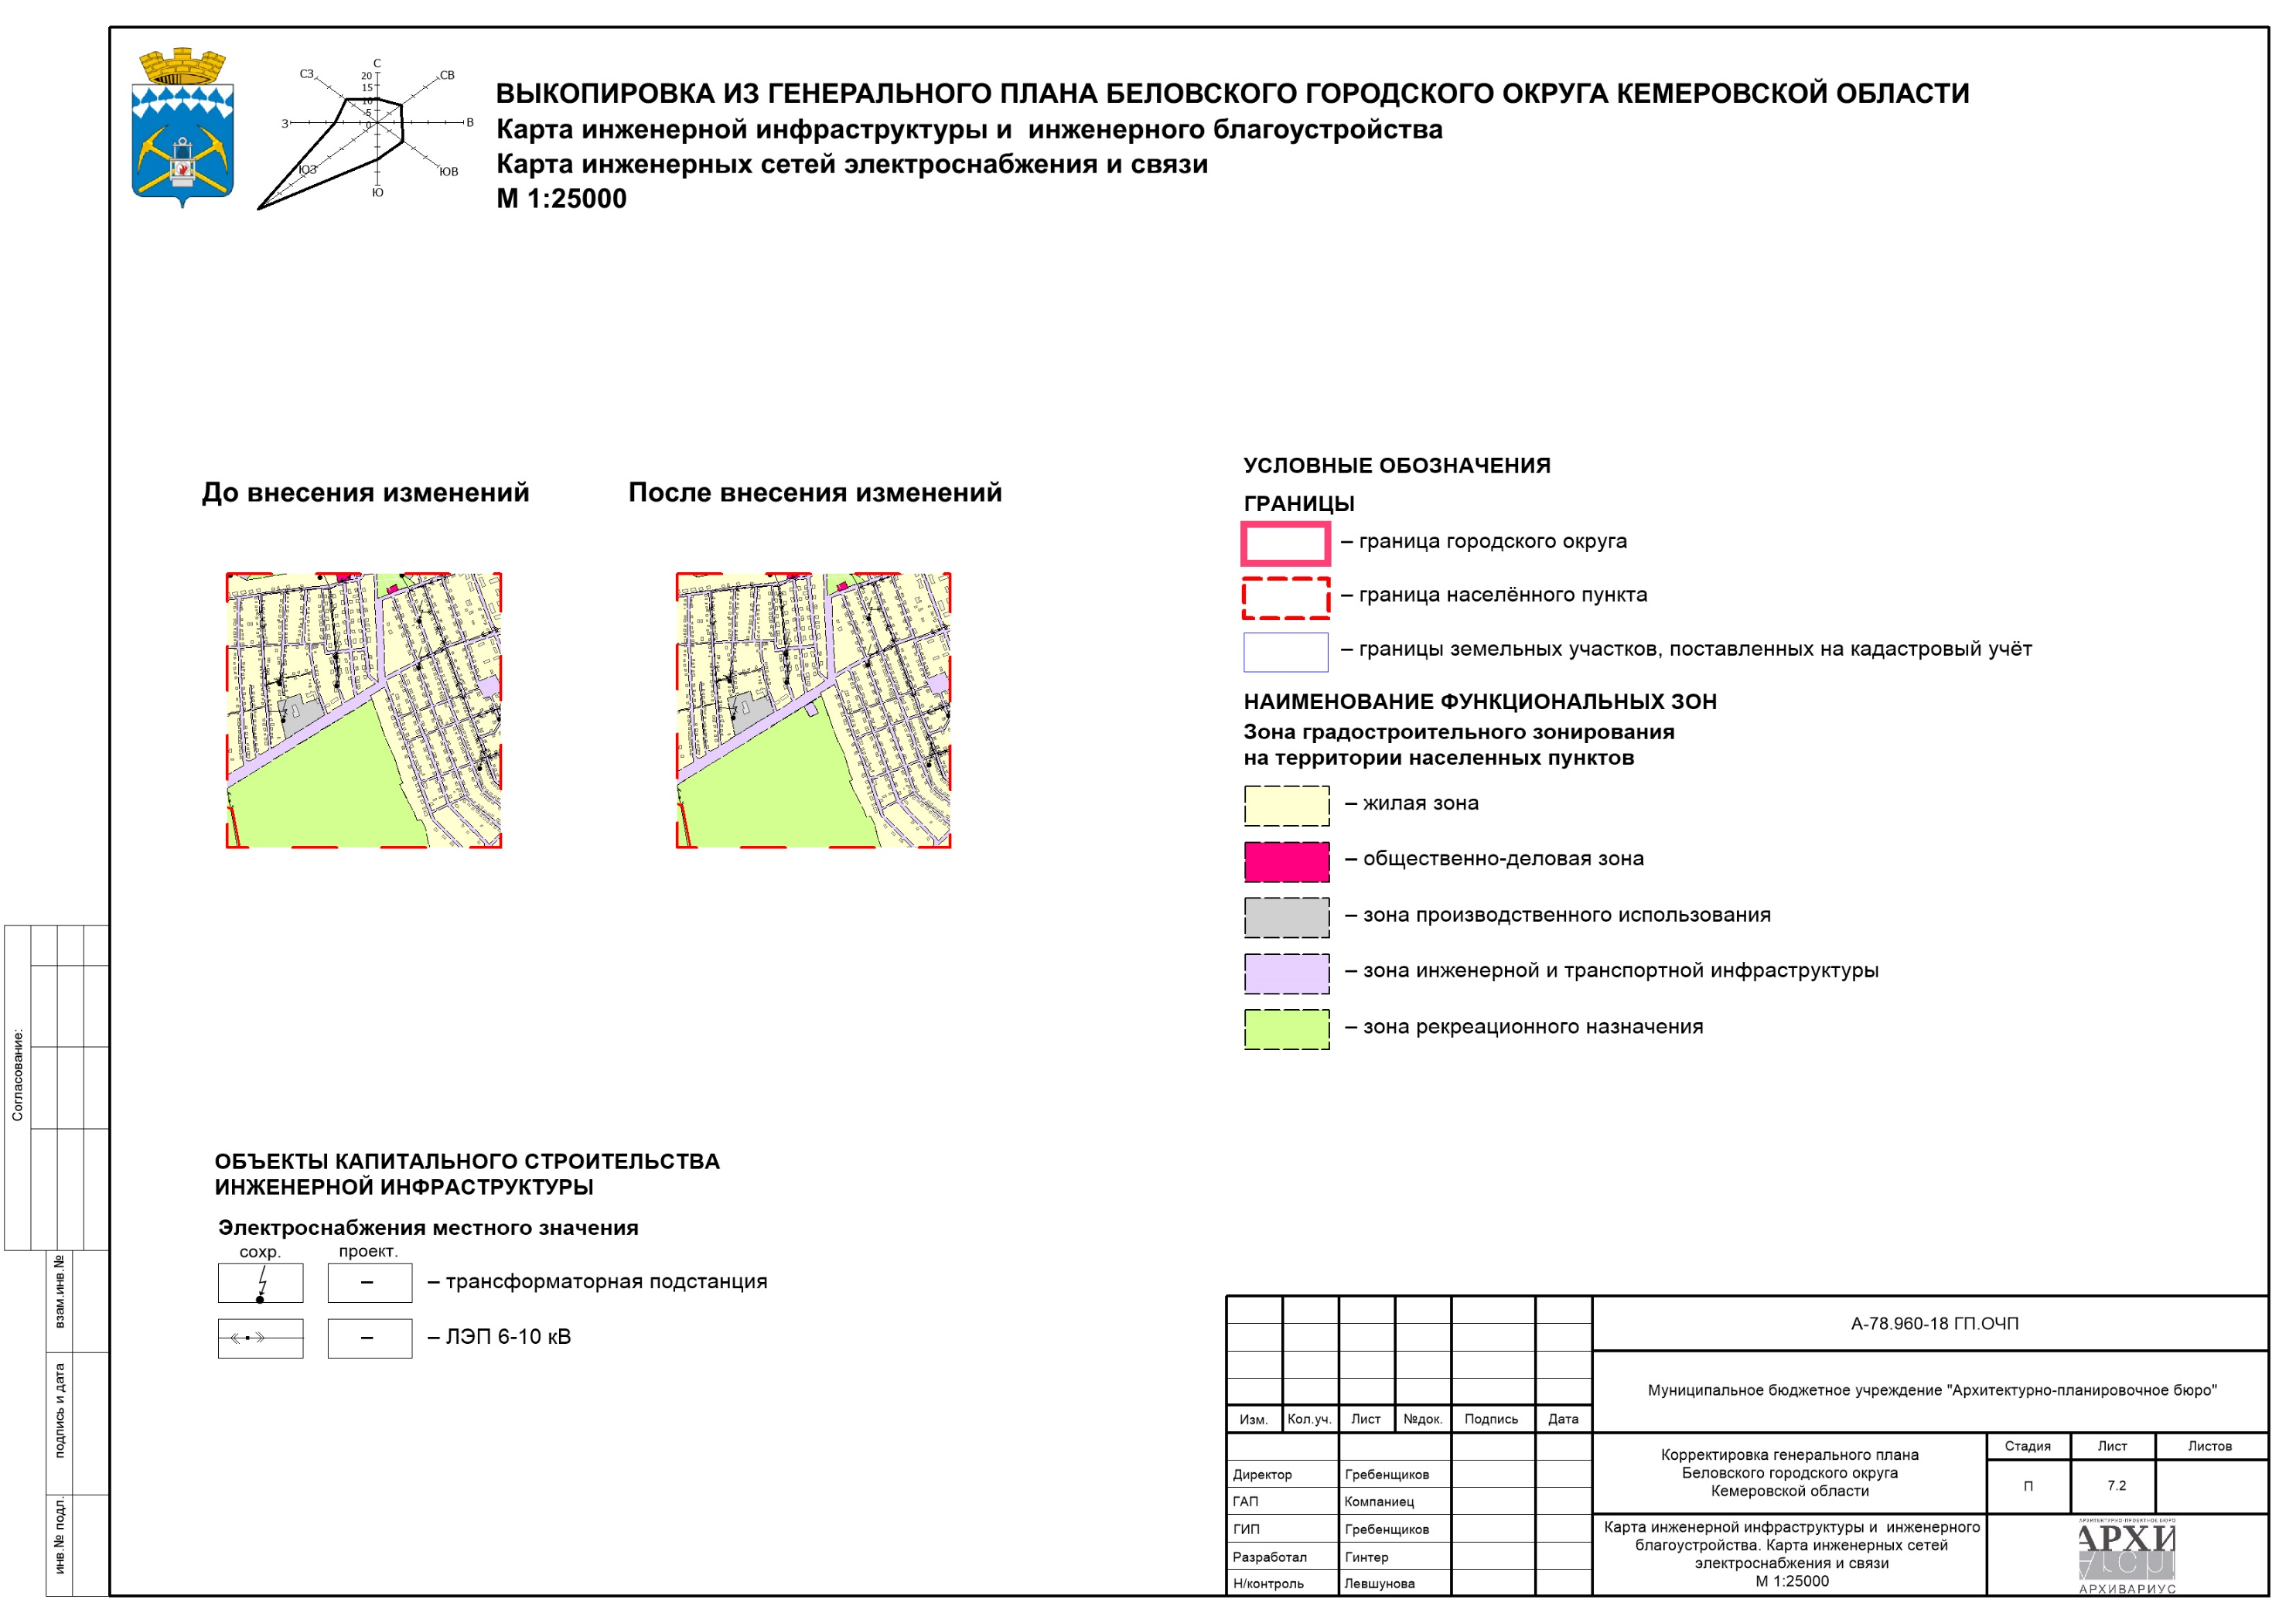 С
СЗ
СВ
20
15
10
5
0
З
В
ЮЗ
ЮВ
Ю
ВЫКОПИРОВКА ИЗ ГЕНЕРАЛЬНОГО ПЛАНА БЕЛОВСКОГО ГОРОДСКОГО ОКРУГА КЕМЕРОВСКОЙ ОБЛАСТИ
Карта инженерной инфраструктуры и инженерного благоустройства
Карта инженерных сетей электроснабжения и связи
М 1:25000
До внесения изменений
После внесения изменений
УСЛОВНЫЕ ОБОЗНАЧЕНИЯ
ГРАНИЦЫ
– граница городского округа
– граница населённого пункта
– границы земельных участков, поставленных на кадастровый учёт
НАИМЕНОВАНИЕ ФУНКЦИОНАЛЬНЫХ ЗОН
Зона градостроительного зонирования
на территории населенных пунктов
– жилая зона
– общественно-деловая зона
– зона производственного использования
– зона инженерной и транспортной инфраструктуры
– зона рекреационного назначения
ОБЪЕКТЫ КАПИТАЛЬНОГО СТРОИТЕЛЬСТВА
ИНЖЕНЕРНОЙ ИНФРАСТРУКТУРЫ
Электроснабжения местного значения
сохр. проект.
– – трансформаторная подстанция
– – ЛЭП 6-10 кВ
Согласование:
взам.инв.№
подпись и дата
инв.№ подл.
А-78.960-18 ГП.ОЧП
Муниципальное бюджетное учреждение "Архитектурно-планировочное бюро"
Изм. Кол.уч. Лист №док. Подпись Дата
Корректировка генерального плана
Беловского городского округа
Кемеровской области
Стадия Лист Листов
П 7.2
Директор Гребенщиков
ГАП Компаниец
ГИП Гребенщиков
Разработал Гинтер
Н/контроль Левшунова
Карта инженерной инфраструктуры и инженерного
благоустройства. Карта инженерных сетей
электроснабжения и связи
М 1:25000
АРХИТЕКТУРНО-ПРОЕКТНОЕ БЮРО
АРХИ
АРХИВАРИУС